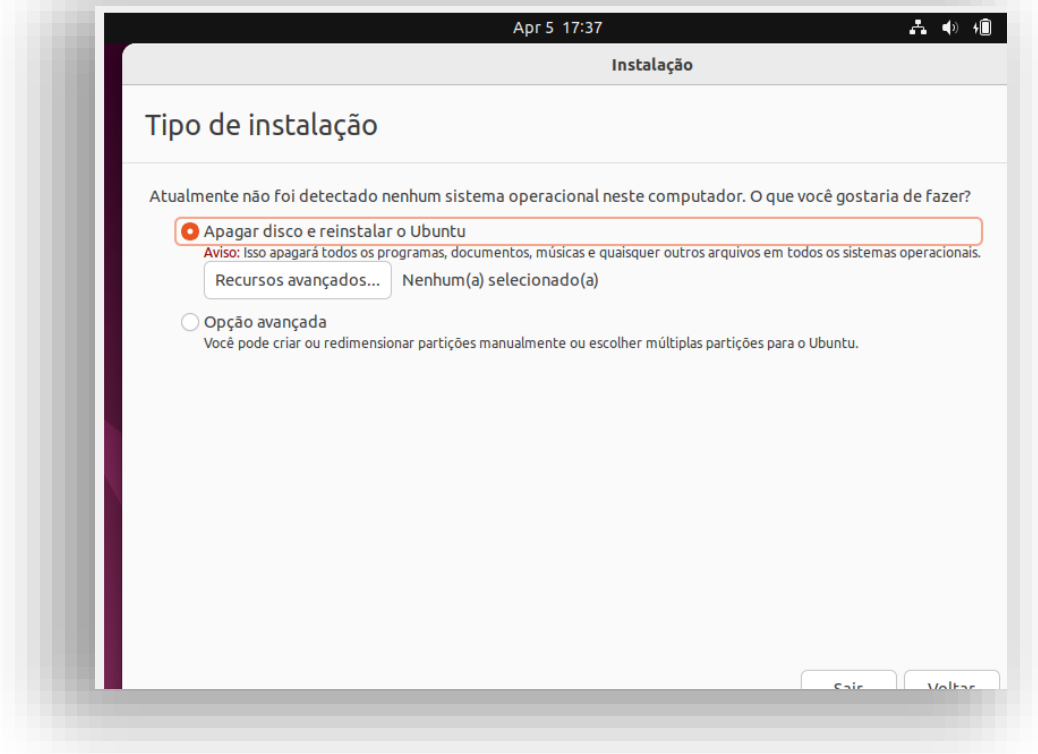 Apr 5 17:37
Instalação
Tipo de instalação
Atualmente não foi detectado nenhum sistema operacional neste computador. O que você gostaria de fazer?
Apagar disco e reinstalar o Ubuntu
Aviso: Isso apagará todos os programas, documentos, músicas e quaisquer outros arquivos em todos os sistemas operacionais.
Recursos avançados... Nenhum(a) selecionado(a)
Opção avançada
Você pode criar ou redimensionar partições manualmente ou escolher múltiplas partições para o Ubuntu.
Sair Voltar